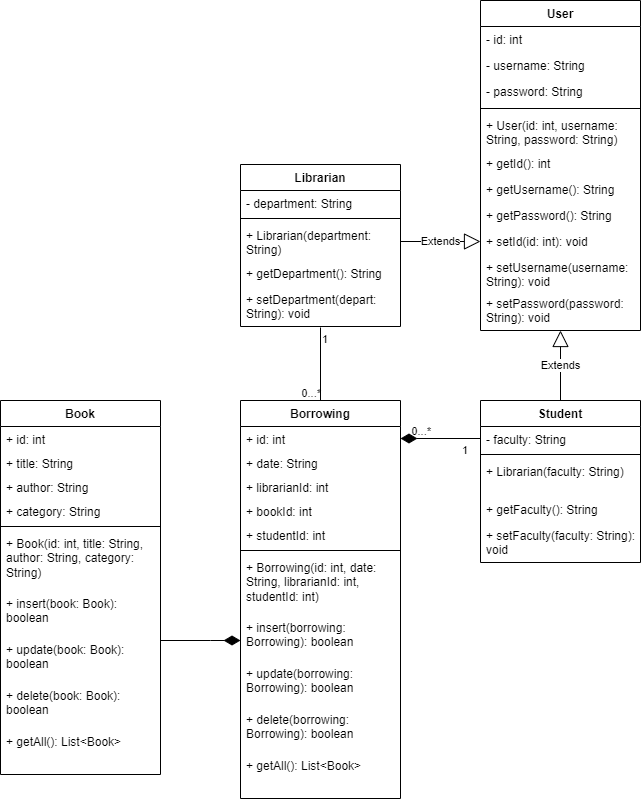 User
- id: int
- username: String
- password: String
+ User(id: int, username:
String, password: String)
+ getId(): int
+ getUsername(): String
+ getPassword(): String
+ setId(id: int): void
+ setUsername(username:
String): void
+ setPassword(password:
String): void
Librarian
- department: String
+ Librarian(department:
String)
+ getDepartment(): String
+ setDepartment(depart:
String): void
Extends
Extends
1
0...*
Book
+ id: int
+ title: String
+ author: String
+ category: String
+ Book(id: int, title: String,
author: String, category:
String)
+ insert(book: Book):
boolean
+ update(book: Book):
boolean
+ delete(book: Book):
boolean
+ getAll(): List<Book>
Borrowing
+ id: int
+ date: String
+ librarianId: int
+ bookId: int
+ studentId: int
+ Borrowing(id: int, date:
String, librarianId: int,
studentId: int)
+ insert(borrowing:
Borrowing): boolean
+ update(borrowing:
Borrowing): boolean
+ delete(borrowing:
Borrowing): boolean
+ getAll(): List<Book>
0...*
1
Student
- faculty: String
+ Librarian(faculty: String)
+ getFaculty(): String
+ setFaculty(faculty: String):
void